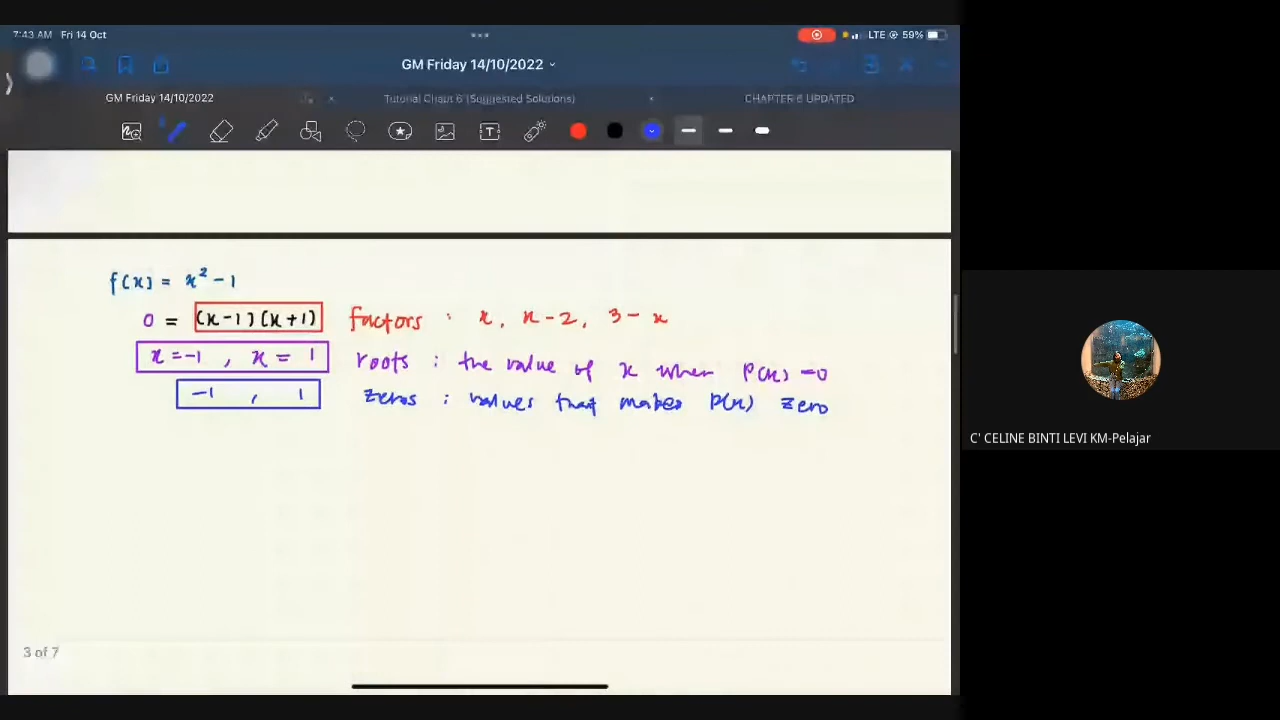 7:43 AM Fri 14 Oct
LTE 59%
GM Friday 14/10/2022
GM Friday 14/10/2022 Tutorial Chapt 6 (Suggested Solutions) CHAPTER 6 UPDATED
f(x) = x² - 1
0 = (x-1)(x+1) factors : x, x-2, 3-x
x = -1 , x = 1 roots : the value of x when P(x) = 0
-1 , 1 zeros : values that makes P(x) zero
C' CELINE BINTI LEVI KM-Pelajar
3 of 7